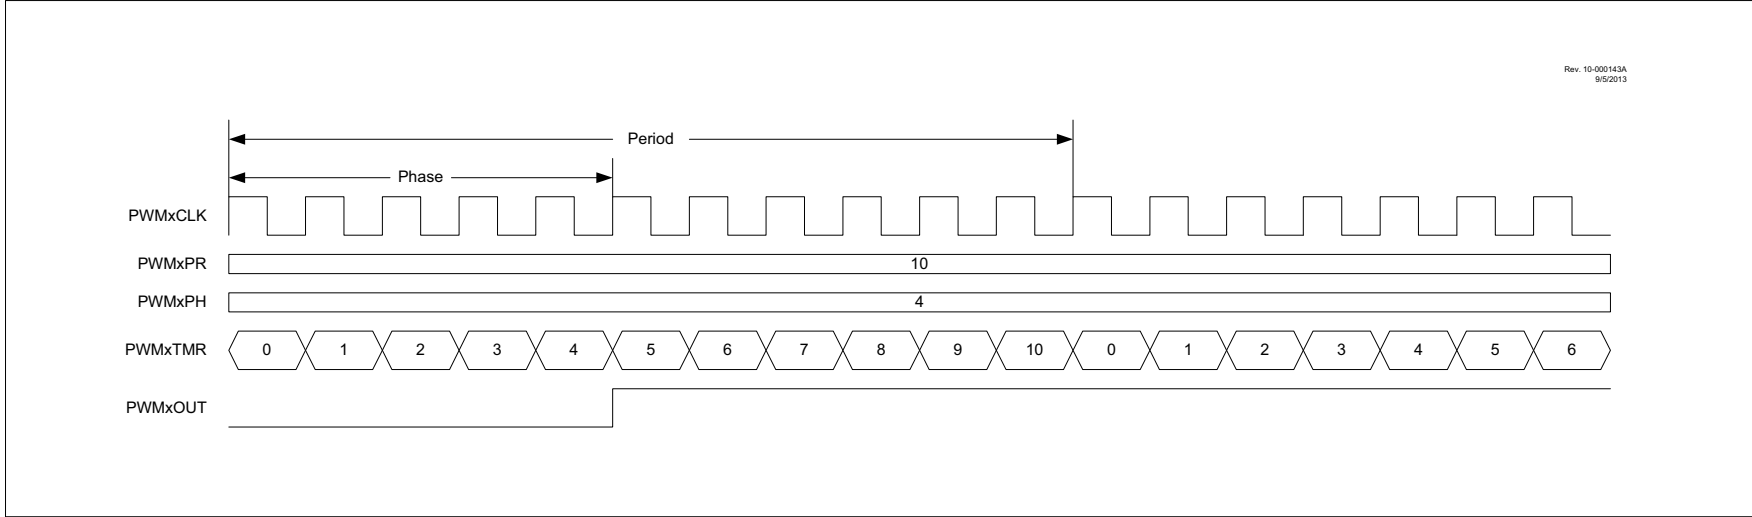 Rev. 10-000143A
9/5/2013
Period
Phase
PWMxCLK
PWMxPR
10
PWMxPH
4
PWMxTMR
0 1 2 3 4 5 6 7 8 9 10 0 1 2 3 4 5 6
PWMxOUT